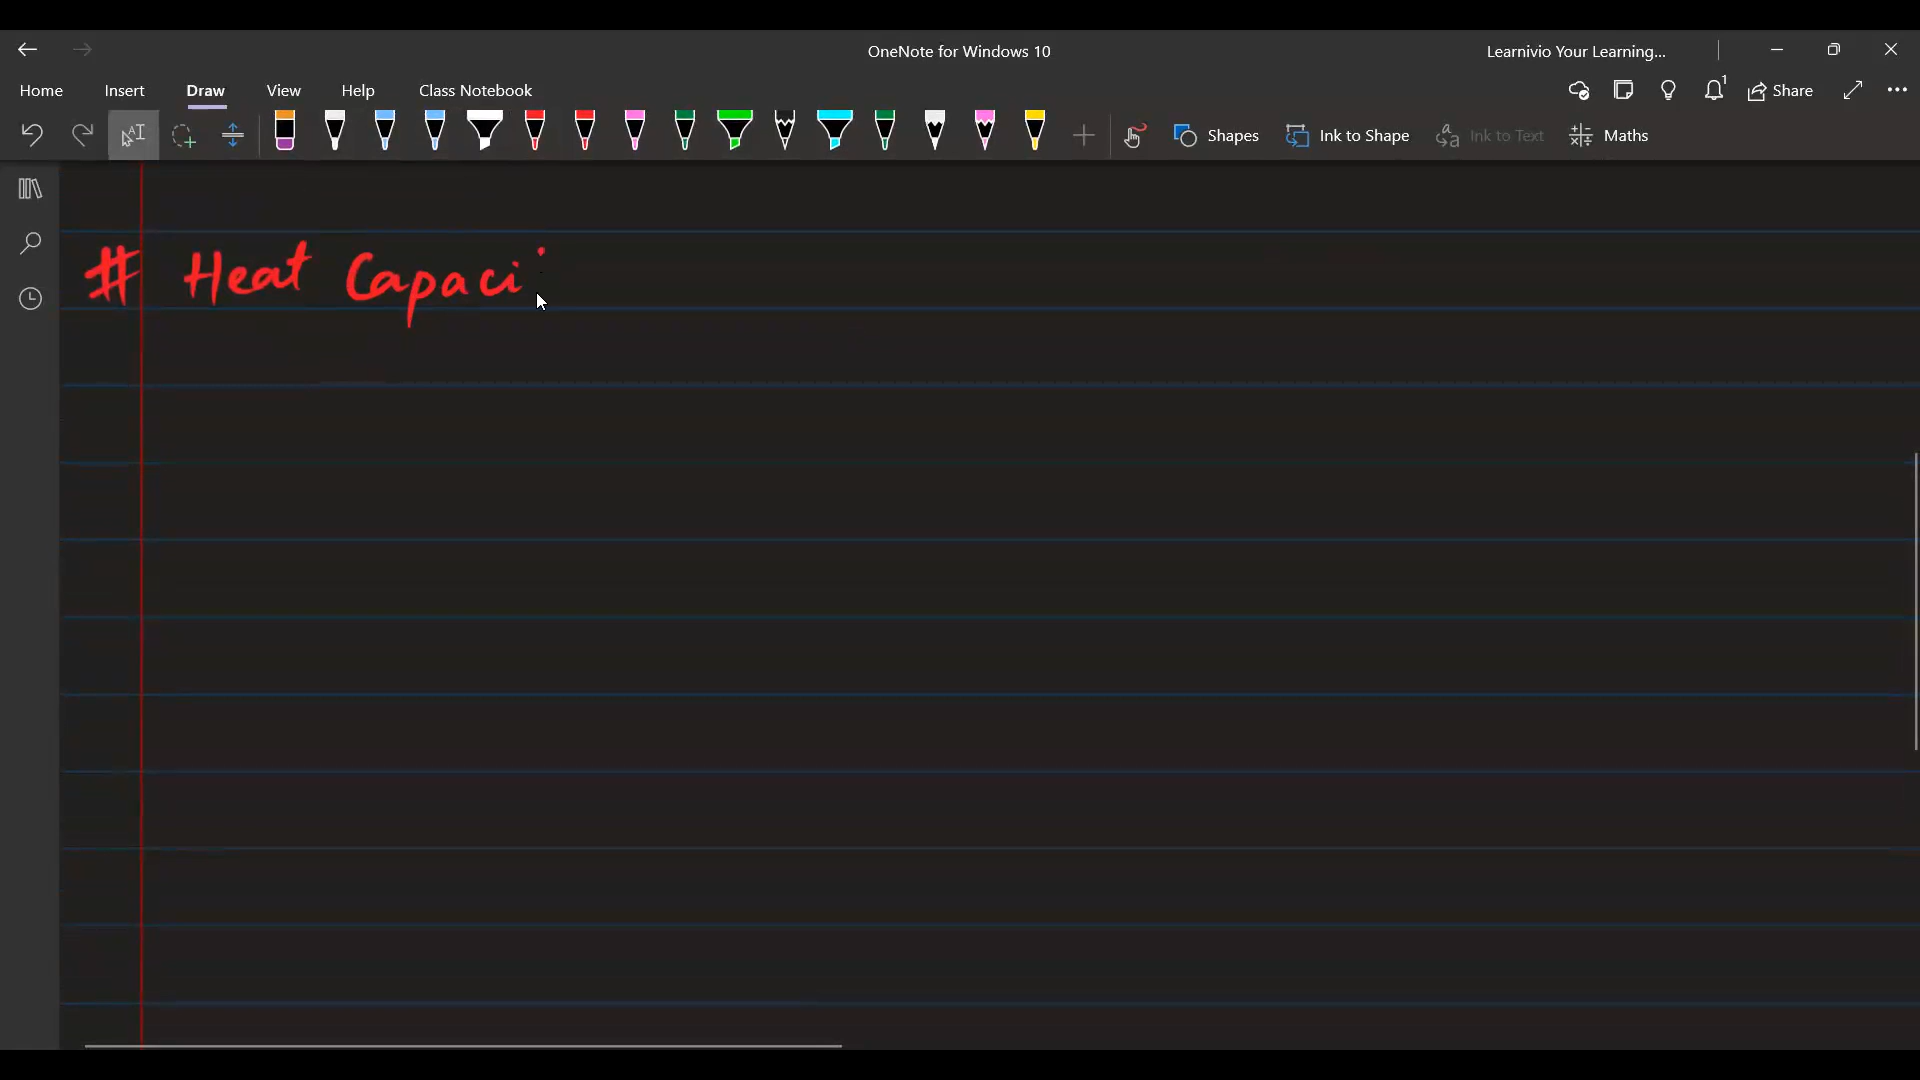 OneNote for Windows 10
Learnivio Your Learning...
Home Insert Draw View Help Class Notebook
1 Share
Shapes Ink to Shape Ink to Text Maths
# Heat Capaci